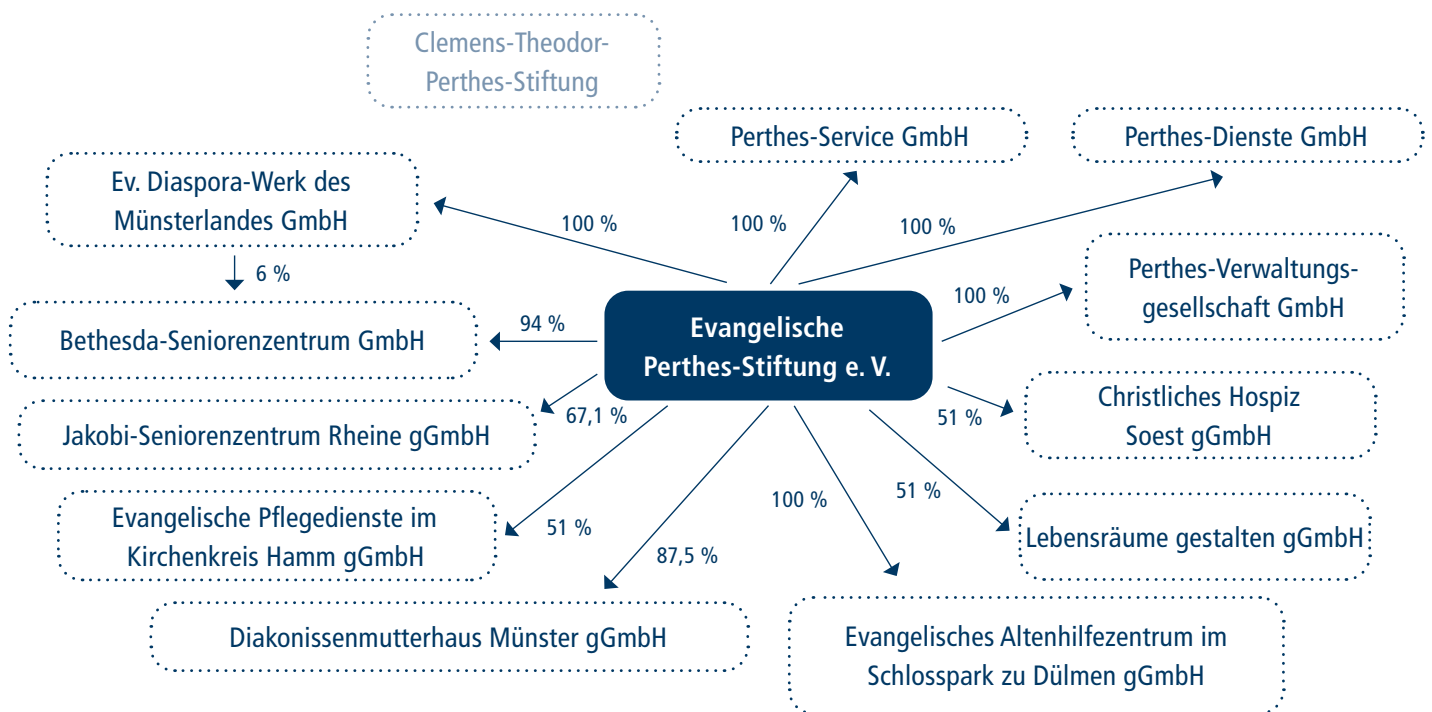 Clemens-Theodor-
Perthes-Stiftung
Perthes-Service GmbH
Perthes-Dienste GmbH
Ev. Diaspora-Werk des
Münsterlandes GmbH
100 %
100 %
100 %
6 %
Perthes-Verwaltungs-
gesellschaft GmbH
100 %
Bethesda-Seniorenzentrum GmbH
94 %
Evangelische
Perthes-Stiftung e. V.
Christliches Hospiz
Soest gGmbH
51 %
67,1 %
Jakobi-Seniorenzentrum Rheine gGmbH
51 %
100 %
Evangelische Pflegedienste im
Kirchenkreis Hamm gGmbH
51 %
Lebensräume gestalten gGmbH
87,5 %
Diakonissenmutterhaus Münster gGmbH
Evangelisches Altenhilfezentrum im
Schlosspark zu Dülmen gGmbH